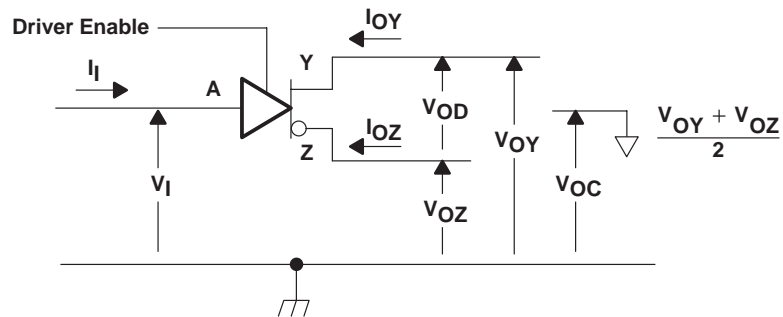 Driver Enable
IOY
II
A
Y
IOZ
Z
VOD
VOY
VOY + VOZ
2
VI
VOZ
VOC